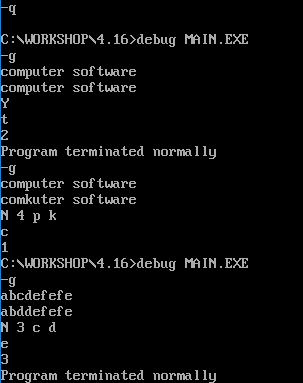 -q
C:\WORKSHOP\4.16>debug MAIN.EXE
-g
computer software
computer software
Y
t
2
Program terminated normally
-g
computer software
comkuter software
N 4 p k
c
1
C:\WORKSHOP\4.16>debug MAIN.EXE
-g
abcdefefe
abddefefe
N 3 c d
e
3
Program terminated normally